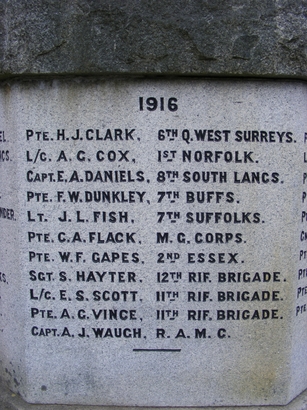 1916
PTE. H. J. CLARK, 6TH Q. WEST SURREYS.
L/C. A. G. COX, 1ST NORFOLK.
CAPT. E. A. DANIELS, 8TH SOUTH LANCS.
PTE. F. W. DUNKLEY, 7TH BUFFS.
LT. J. L. FISH, 7TH SUFFOLKS.
PTE. C. A. FLACK, M. G. CORPS.
PTE. W. F. GAPES, 2ND ESSEX.
SGT. S. HAYTER, 12TH RIF. BRIGADE.
L/C. E. S. SCOTT, 11TH RIF. BRIGADE.
PTE. A. G. VINCE, 11TH RIF. BRIGADE.
CAPT. A. J. WAUGH, R. A. M. C.